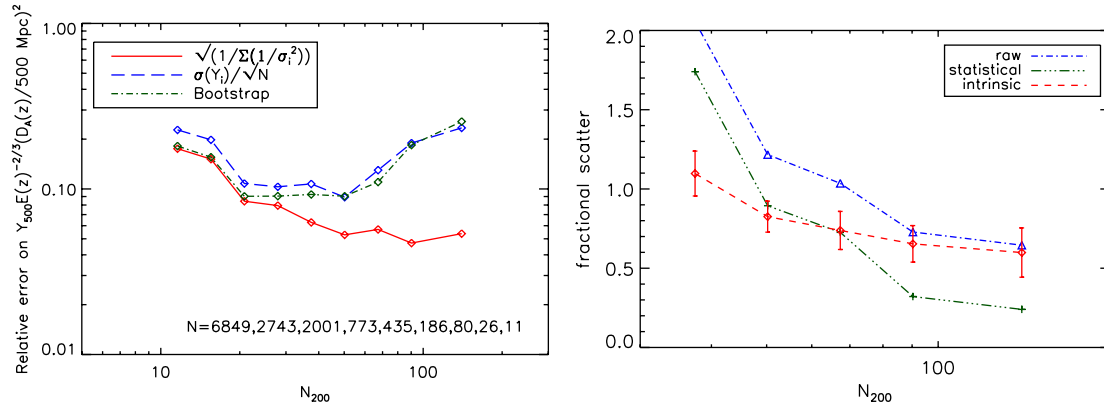 Relative error on Y₅₀₀E(z)⁻²/³(D_A(z)/500 Mpc)²
1.00
0.10
0.01
√(1/Σ(1/σᵢ²))
σ(Yᵢ)/√N
Bootstrap
N=6849,2743,2001,773,435,186,80,26,11
10
100
N₂₀₀
fractional scatter
2.0
1.5
1.0
0.5
0.0
raw
statistical
intrinsic
100
N₂₀₀